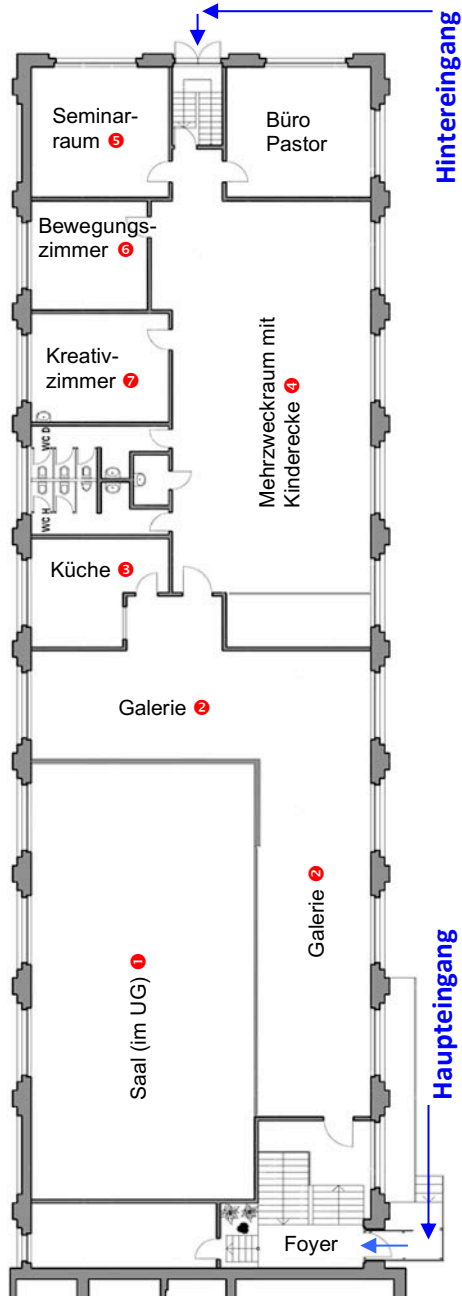 Hintereingang
Seminar-
raum ❺
Büro
Pastor
Bewegungs-
zimmer ❻
Kreativ-
zimmer ❼
Mehrzweckraum mit
Kinderecke ❹
WC D
WC H
Küche ❸
Galerie ❷
Galerie ❷
Saal (im UG) ❶
Haupteingang
Foyer